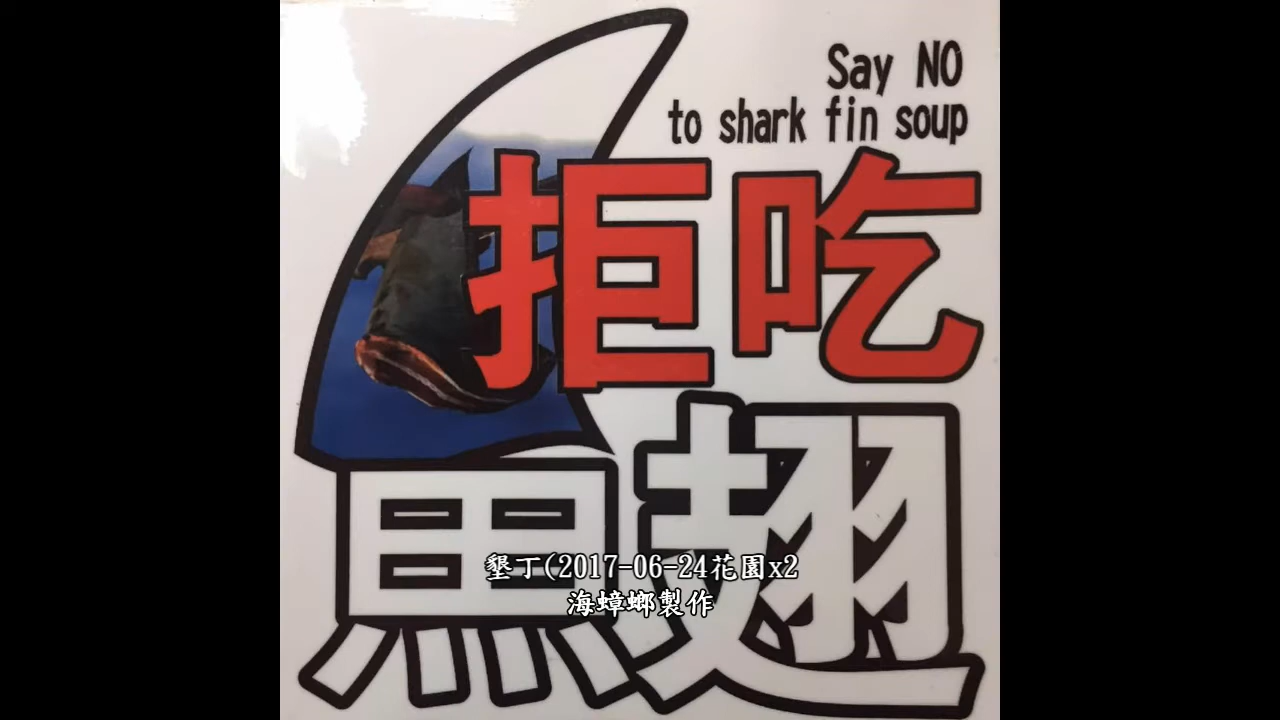 Say NO
to shark fin soup
拒吃
魚翅
墾丁(2017-06-24花園x2
海蟑螂製作